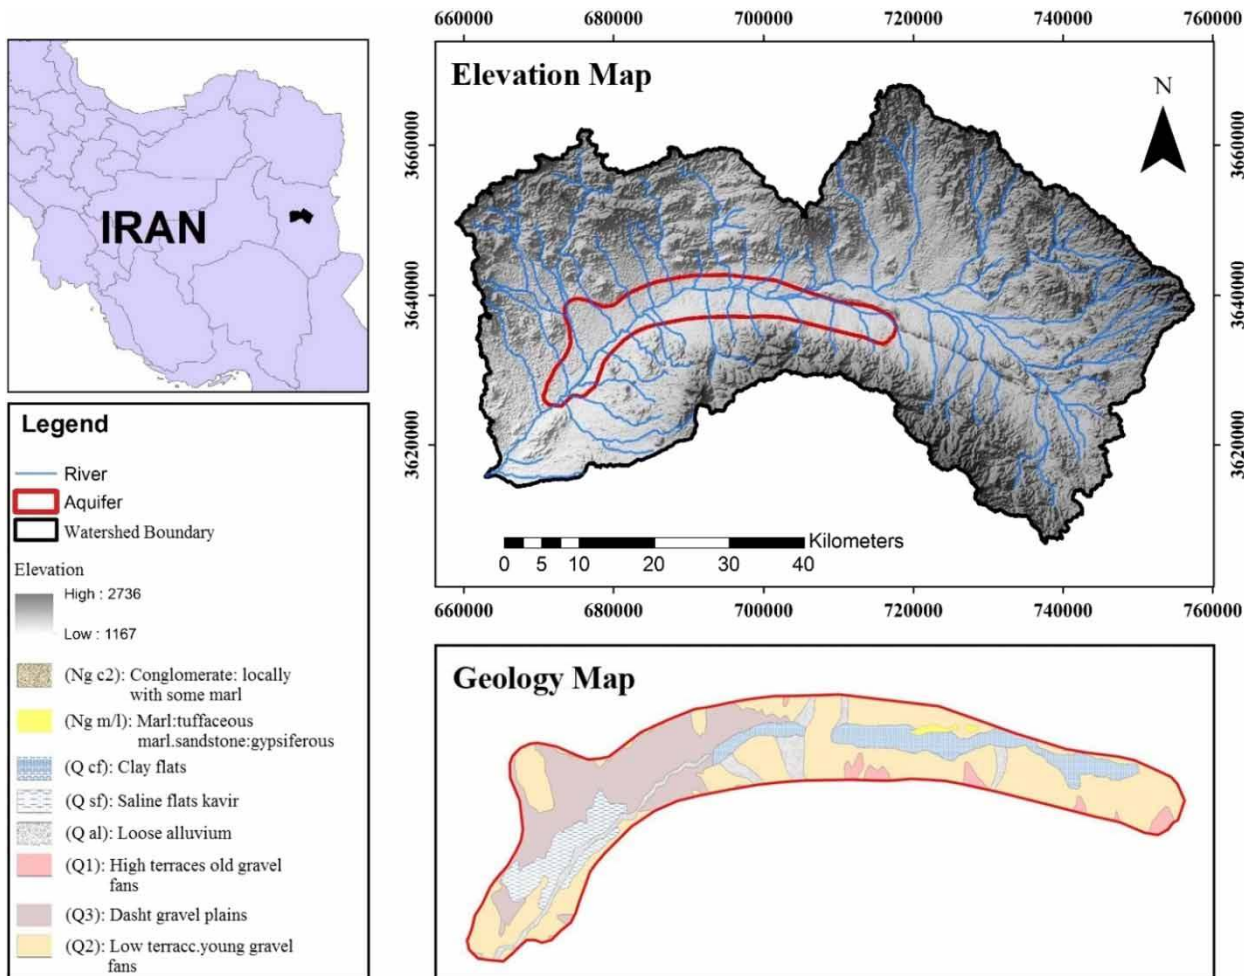 660000 680000 700000 720000 740000 760000
IRAN
Elevation Map
N
3660000 3660000
3640000 3640000
3620000 3620000
Kilometers
0 5 10 20 30 40
660000 680000 700000 720000 740000 760000
Legend
River
Aquifer
Watershed Boundary
Elevation
High : 2736
Low : 1167
(Ng c2): Conglomerate: locally
with some marl
(Ng m/l): Marl:tuffaceous
marl.sandstone:gypsiferous
(Q cf): Clay flats
(Q sf): Saline flats kavir
(Q al): Loose alluvium
(Q1): High terraces old gravel
fans
(Q3): Dasht gravel plains
(Q2): Low terracc.young gravel
fans
Geology Map